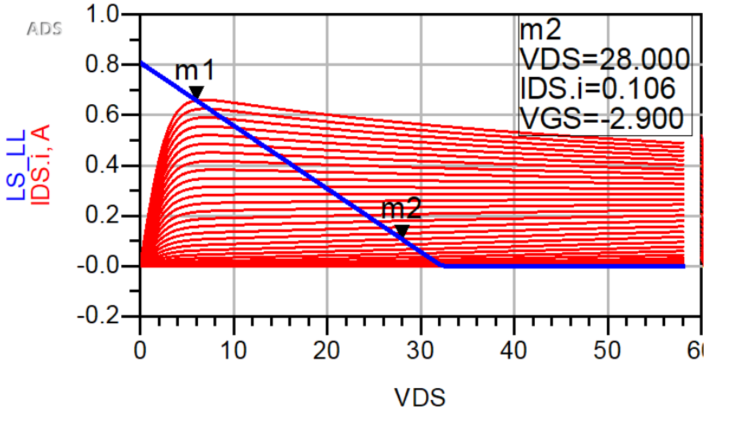 ADS
1.0
0.8
0.6
0.4
0.2
-0.0
-0.2
LS_LL
IDS.i, A
m1
m2
m2
VDS=28.000
IDS.i=0.106
VGS=-2.900
0 10 20 30 40 50
VDS